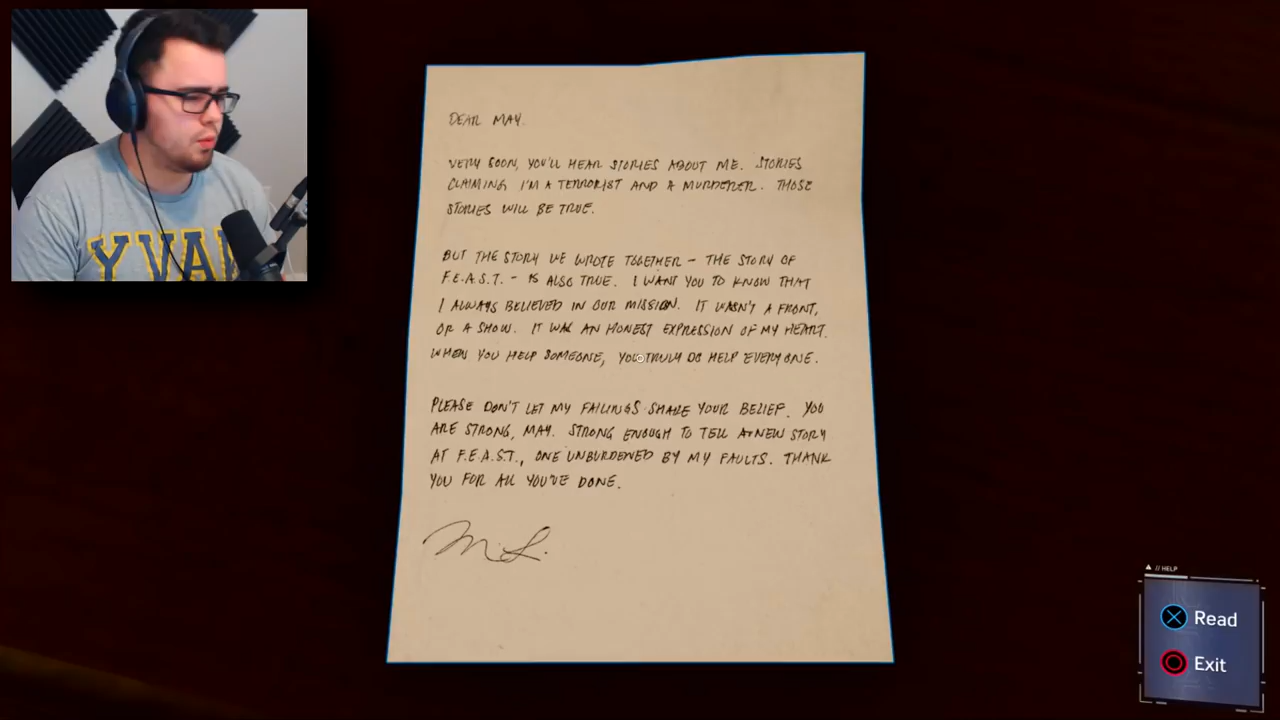 YVAI
DEAR MAY.
VERY SOON, YOU'LL HEAR STORIES ABOUT ME. STORIES
CLAIMING I'M A TERRORIST AND A MURDERER. THOSE
STORIES WILL BE TRUE.
BUT THE STORY WE WROTE TOGETHER – THE STORY OF
F.E.A.S.T. – IS ALSO TRUE. I WANT YOU TO KNOW THAT
I ALWAYS BELIEVED IN OUR MISSION. IT WASN'T A FRONT,
OR A SHOW. IT WAS AN HONEST EXPRESSION OF MY HEART.
WHEN YOU HELP SOMEONE, YOU TRULY DO HELP EVERYONE.
PLEASE DON'T LET MY FAILINGS SHAKE YOUR BELIEF. YOU
ARE STRONG, MAY. STRONG ENOUGH TO TELL A NEW STORY
AT F.E.A.S.T., ONE UNBURDENED BY MY FAULTS. THANK
YOU FOR ALL YOU'VE DONE.
M.L.
// HELP
Read
Exit